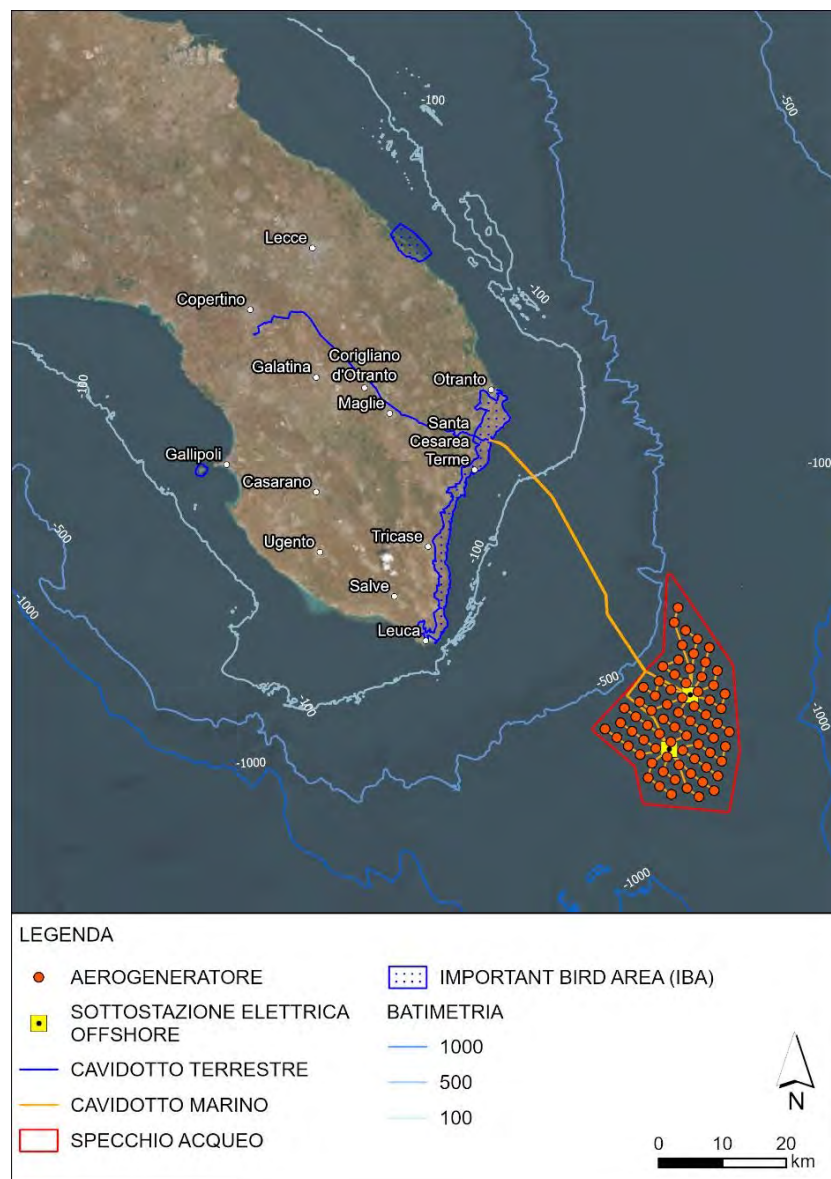 -100
-500
Lecce
Copertino
-100
Corigliano
d'Otranto
Galatina
Otranto
-100
Maglie
Santa
Cesarea
Terme
Gallipoli
-100
Casarano
-500
Ugento
Tricase
-100
-1000
Salve
Leuca
-500
-100
-1000
-1000
-1000
LEGENDA
AEROGENERATORE
SOTTOSTAZIONE ELETTRICA
OFFSHORE
CAVIDOTTO TERRESTRE
CAVIDOTTO MARINO
SPECCHIO ACQUEO
IMPORTANT BIRD AREA (IBA)
BATIMETRIA
1000
500
100
N
0 10 20
km